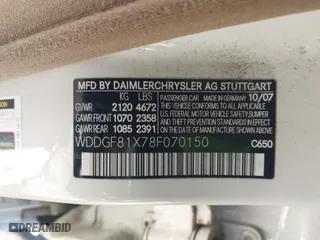 MFD BY DAIMLERCHRYSLER AG STUTTGART
KG LBS
GVWR 2120 4672
GAWR FRONT 1070 2358
GAWR REAR 1085 2391
PASSENGER CAR MADE IN GERMANY 10/07
THIS VEHICLE CONFORMS TO ALL
APPLICABLE U.S. FEDERAL MOTOR
VEHICLE SAFETY, BUMPER, AND
THEFT PREVENTION STANDARDS
IN EFFECT ON THE DATE OF
MANUFACTURE SHOWN ABOVE
WDDGF81X78F070150
C650
DEALERSHIP.COM